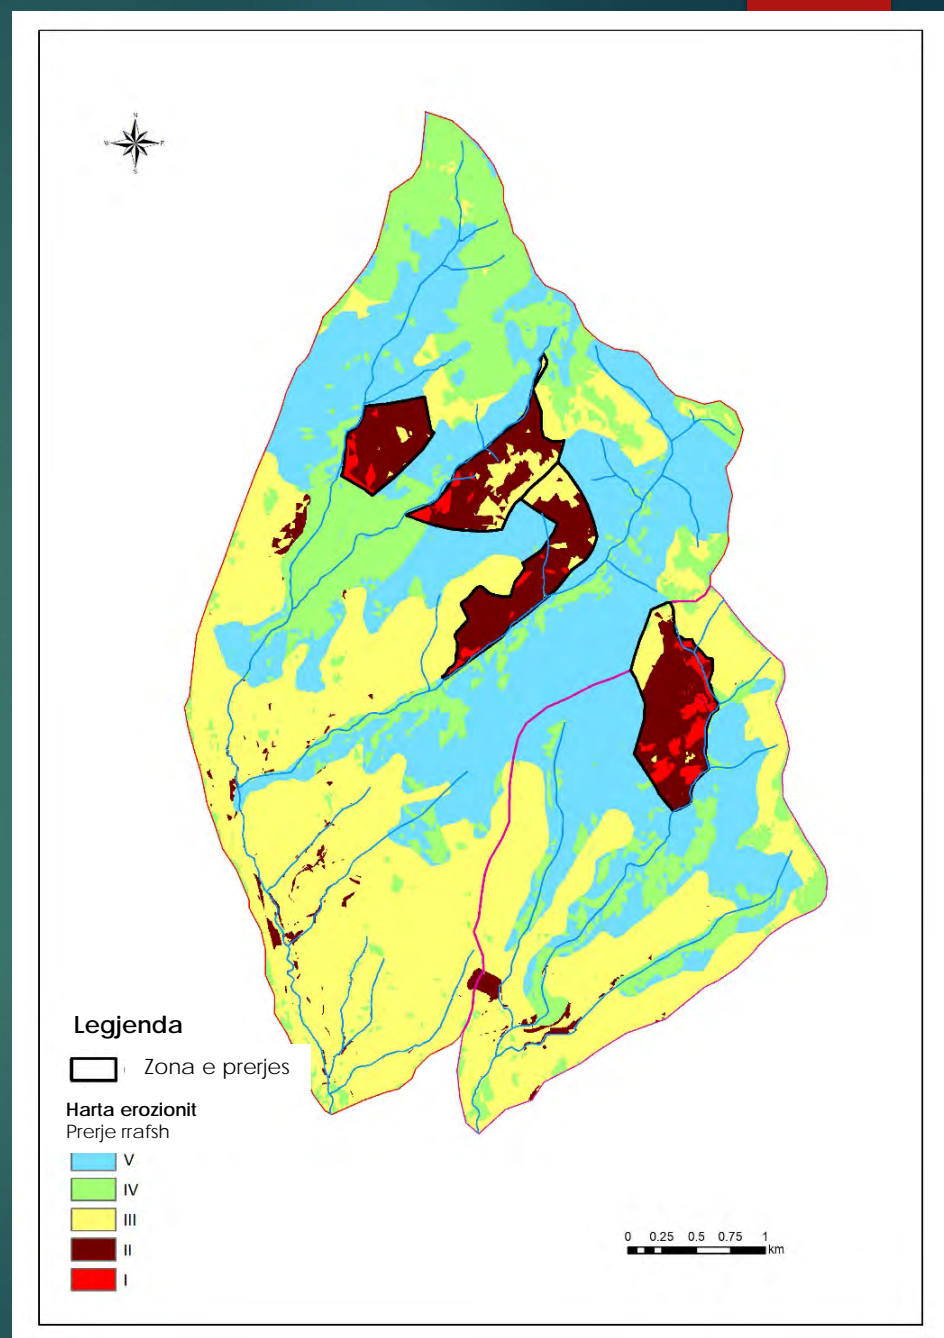 N
S
Legjenda
Zona e prerjes
Harta erozionit
Prerje rrafsh
V
IV
III
II
I
0 0.25 0.5 0.75 1
km